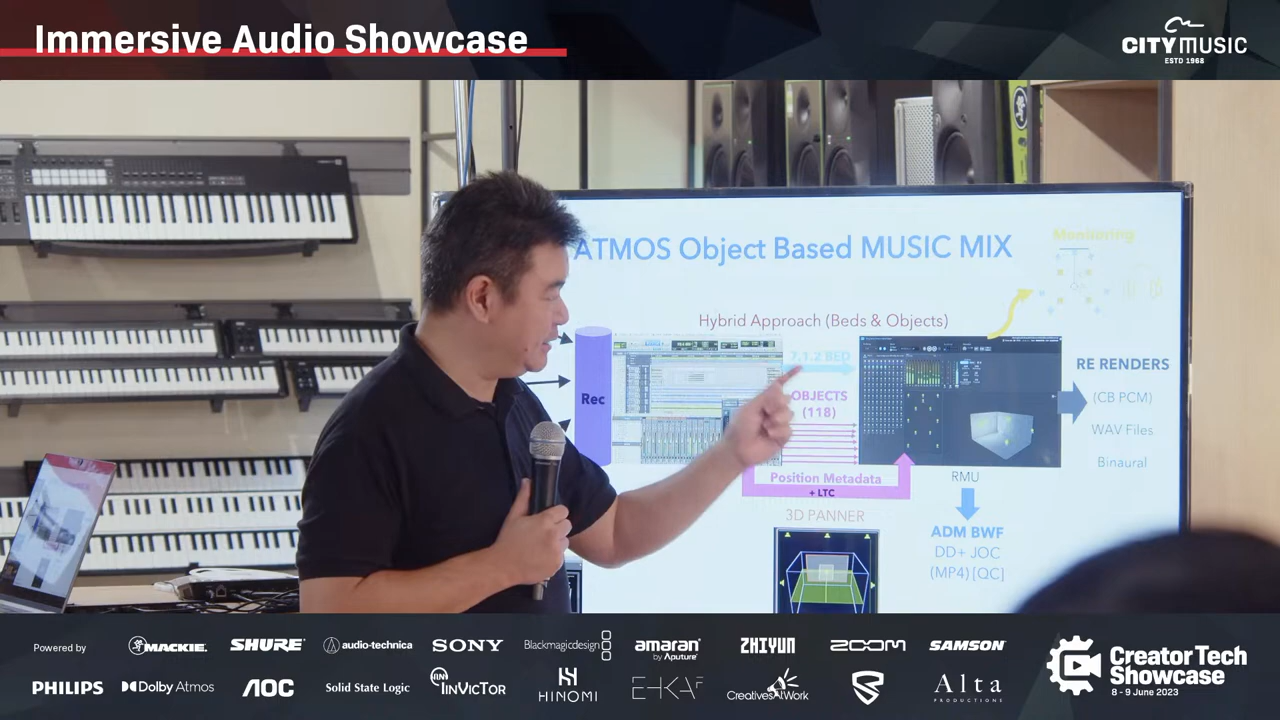 Immersive Audio Showcase
CITY MUSIC
ESTD 1968
ATMOS Object Based MUSIC MIX
Monitoring
Hybrid Approach (Beds & Objects)
7.1.2 BED
Rec
OBJECTS
(118)
RE RENDERS
(CB PCM)
WAV Files
Binaural
Position Metadata
+ LTC
RMU
3D PANNER
ADM BWF
DD+ JOC
(MP4) [QC]
Powered by
MACKIE.
SHURE
audio-technica
SONY
Blackmagicdesign
amaran
by Aputure
ZHIYUN
ZOOM
SAMSON
PHILIPS
Dolby Atmos
AOC
Solid State Logic
INVICTOR
HINOMI
CreativesAtWork
Alta
PRODUCTIONS
Creator Tech
Showcase
8 - 9 June 2023